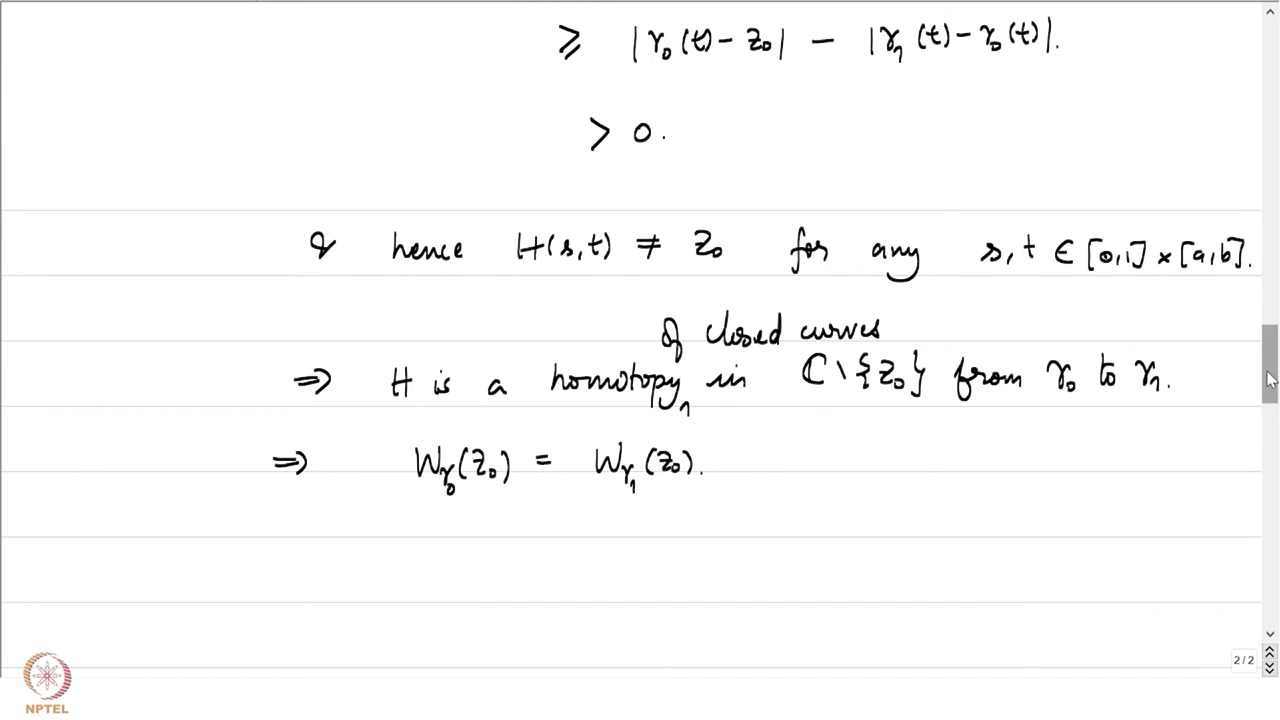 ≥ |γ₀(t) - z₀| - |γ₁(t) - γ₀(t)|.
> 0.
& hence H(s,t) ≠ z₀ for any s,t ∈ [0,1] × [a,b].
of closed curves
⇒ H is a homotopy in ℂ \ {z₀} from γ₀ to γ₁.
⇒ W_γ₀(z₀) = W_γ₁(z₀).
2/2
NPTEL